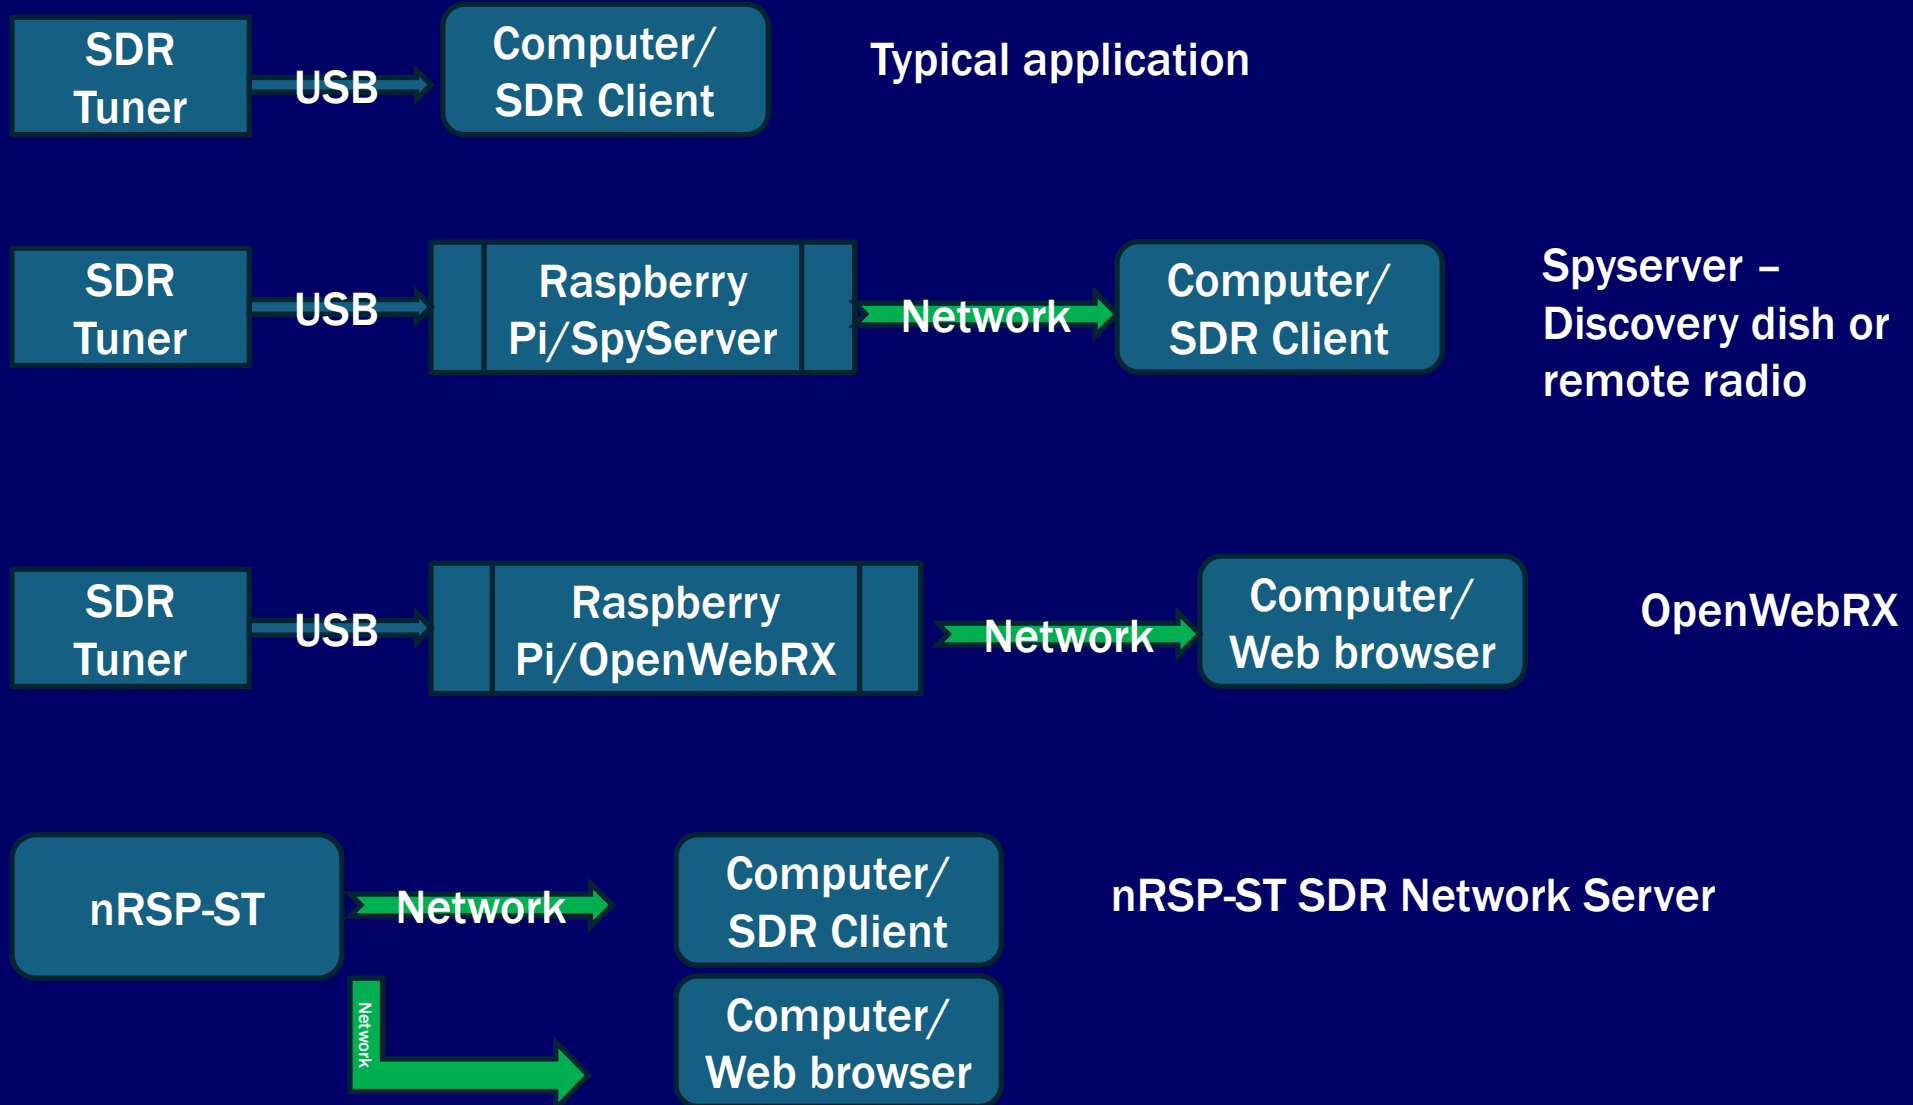 SDR
Tuner
USB
Computer/
SDR Client
Typical application
SDR
Tuner
USB
Raspberry
Pi/SpyServer
Network
Computer/
SDR Client
Spyserver –
Discovery dish or
remote radio
SDR
Tuner
USB
Raspberry
Pi/OpenWebRX
Network
Computer/
Web browser
OpenWebRX
nRSP-ST
Network
Computer/
SDR Client
nRSP-ST SDR Network Server
Network
Computer/
Web browser